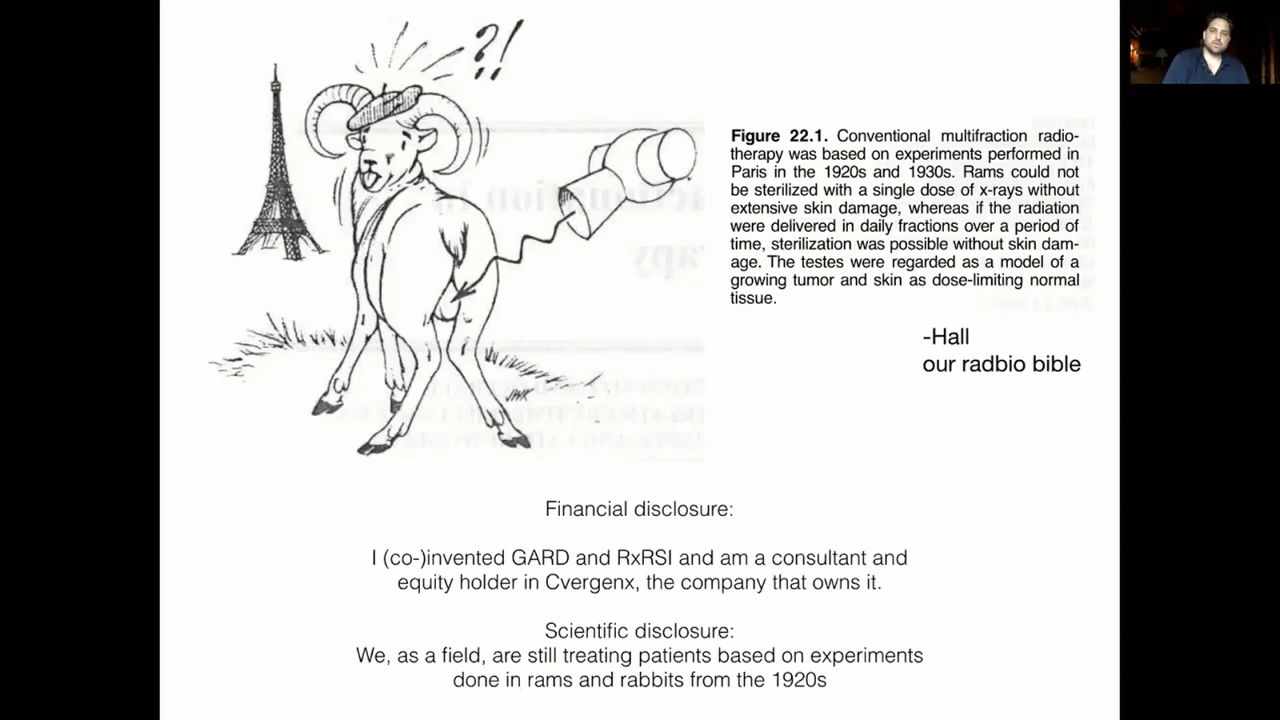 ?!
Figure 22.1. Conventional multifraction radio-
therapy was based on experiments performed in
Paris in the 1920s and 1930s. Rams could not
be sterilized with a single dose of x-rays without
extensive skin damage, whereas if the radiation
were delivered in daily fractions over a period of
time, sterilization was possible without skin dam-
age. The testes were regarded as a model of a
growing tumor and skin as dose-limiting normal
tissue.
-Hall
our radbio bible
Financial disclosure:
I (co-)invented GARD and RxRSI and am a consultant and
equity holder in Cvergenx, the company that owns it.
Scientific disclosure:
We, as a field, are still treating patients based on experiments
done in rams and rabbits from the 1920s